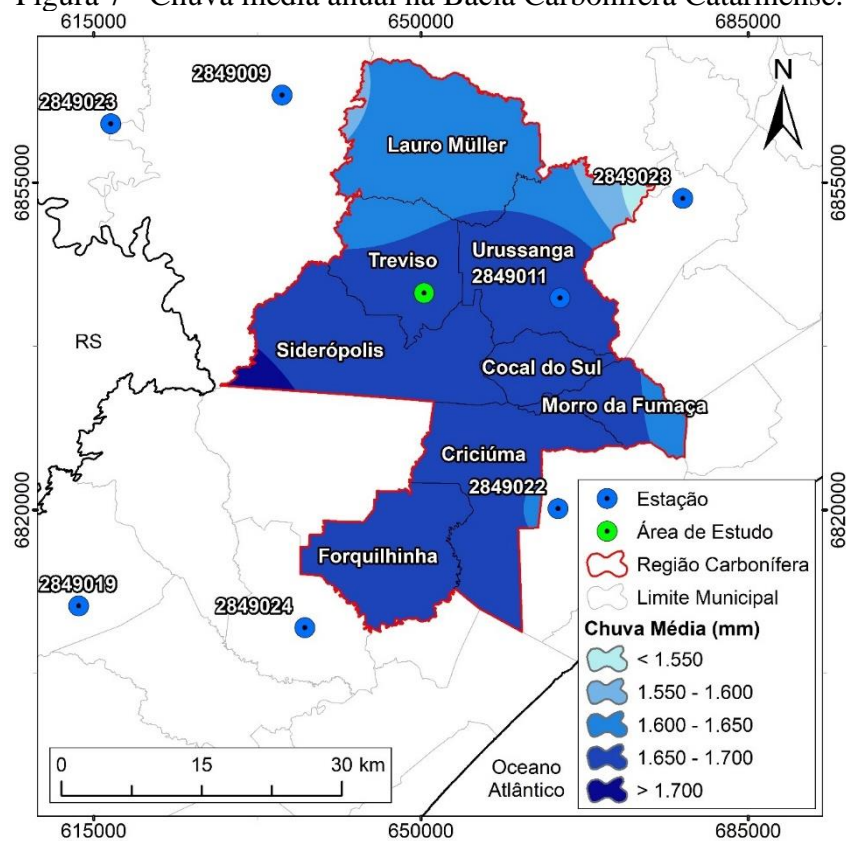 Figura 7 - Chuva média anual na Bacia Carbonífera Catarinense.
615000 650000 685000
2849009
N
2849023
Lauro Müller
6855000
2849028
6855000
Urussanga
Treviso
2849011
RS
Siderópolis
Cocal do Sul
Morro da Fumaça
Criciúma
2849022
6820000
6820000
Estação
Forquilhinha
Área de Estudo
Região Carbonífera
2849019
2849024
Limite Municipal
Chuva Média (mm)
< 1.550
1.550 - 1.600
1.600 - 1.650
1.650 - 1.700
> 1.700
0 15 30 km
Oceano
Atlântico
615000 650000 685000